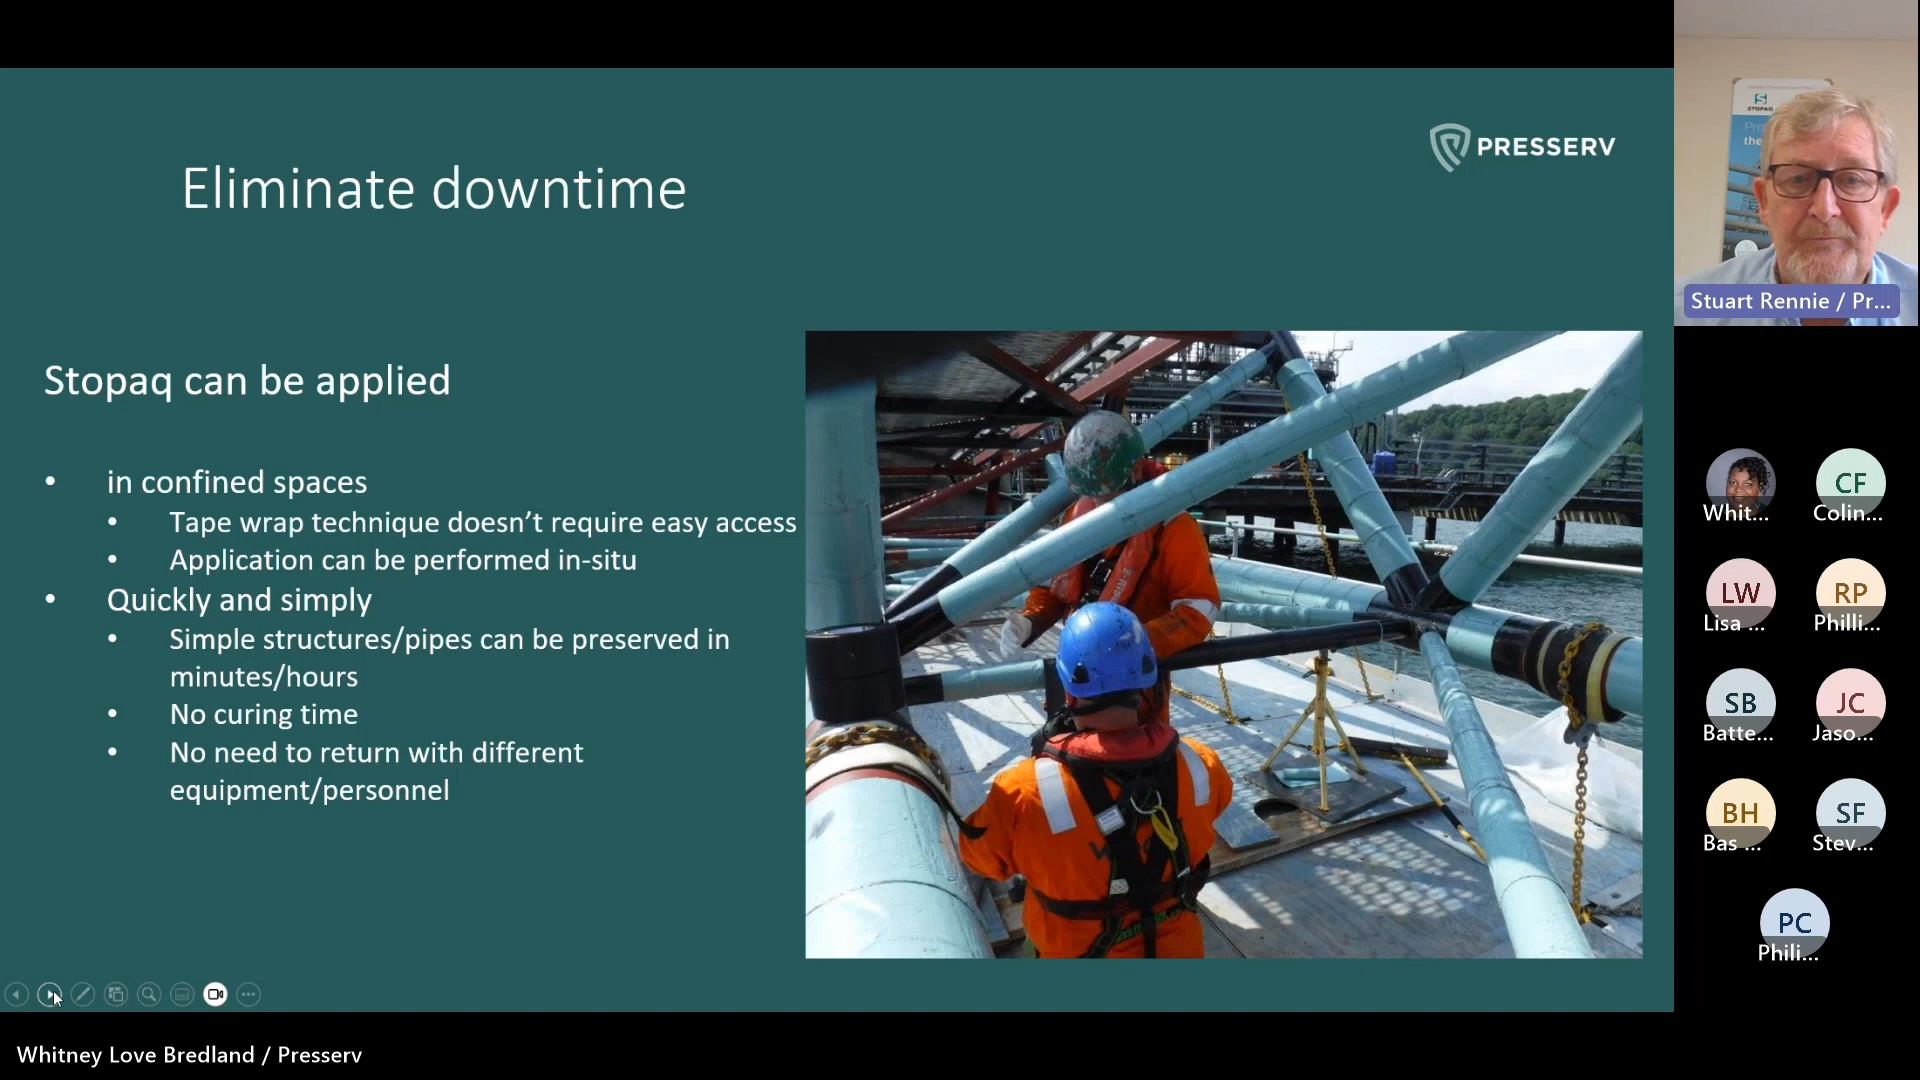 Eliminate downtime
PRESSERV
Stopaq can be applied
• in confined spaces
• Tape wrap technique doesn’t require easy access
• Application can be performed in-situ
• Quickly and simply
• Simple structures/pipes can be preserved in
minutes/hours
• No curing time
• No need to return with different
equipment/personnel
STOPAQ
Pro
the
Stuart Rennie / Pr...
Whit...
CF
Colin...
LW
Lisa ...
RP
Philli...
SB
Batte...
JC
Jaso...
BH
Bas ...
SF
Stev...
PC
Phili...
Whitney Love Bredland / Presserv